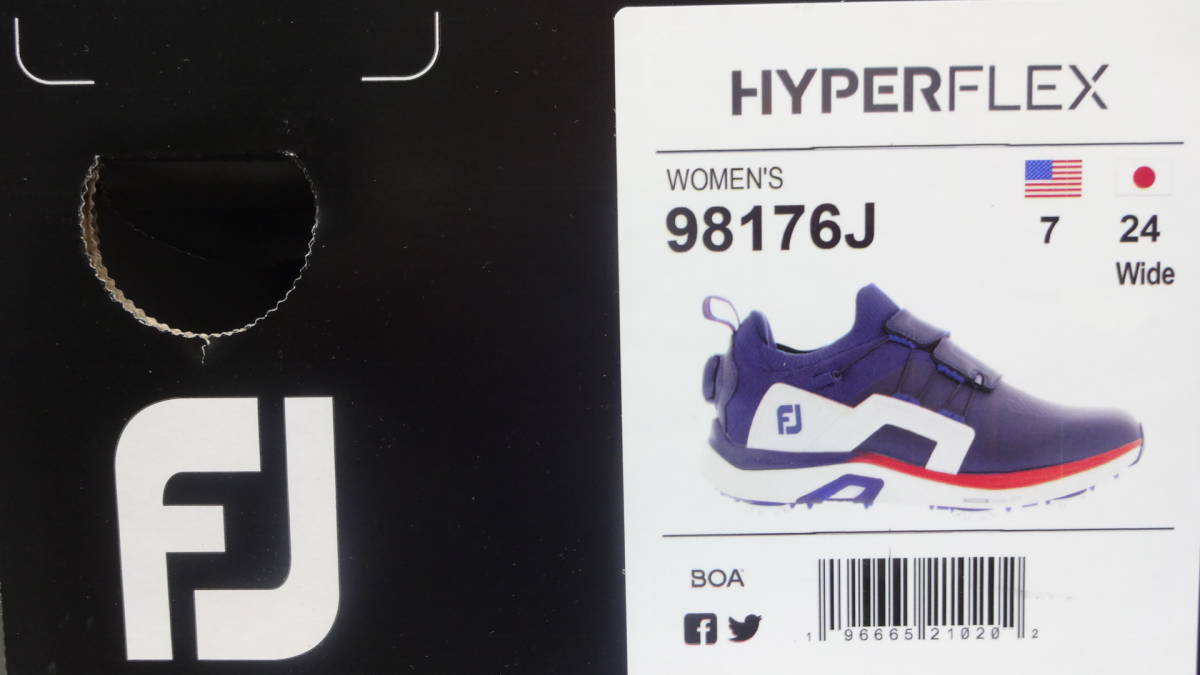 FJ
HYPERFLEX
WOMEN'S
98176J
7
24
Wide
FJ
BOA
1 96665 21020 2